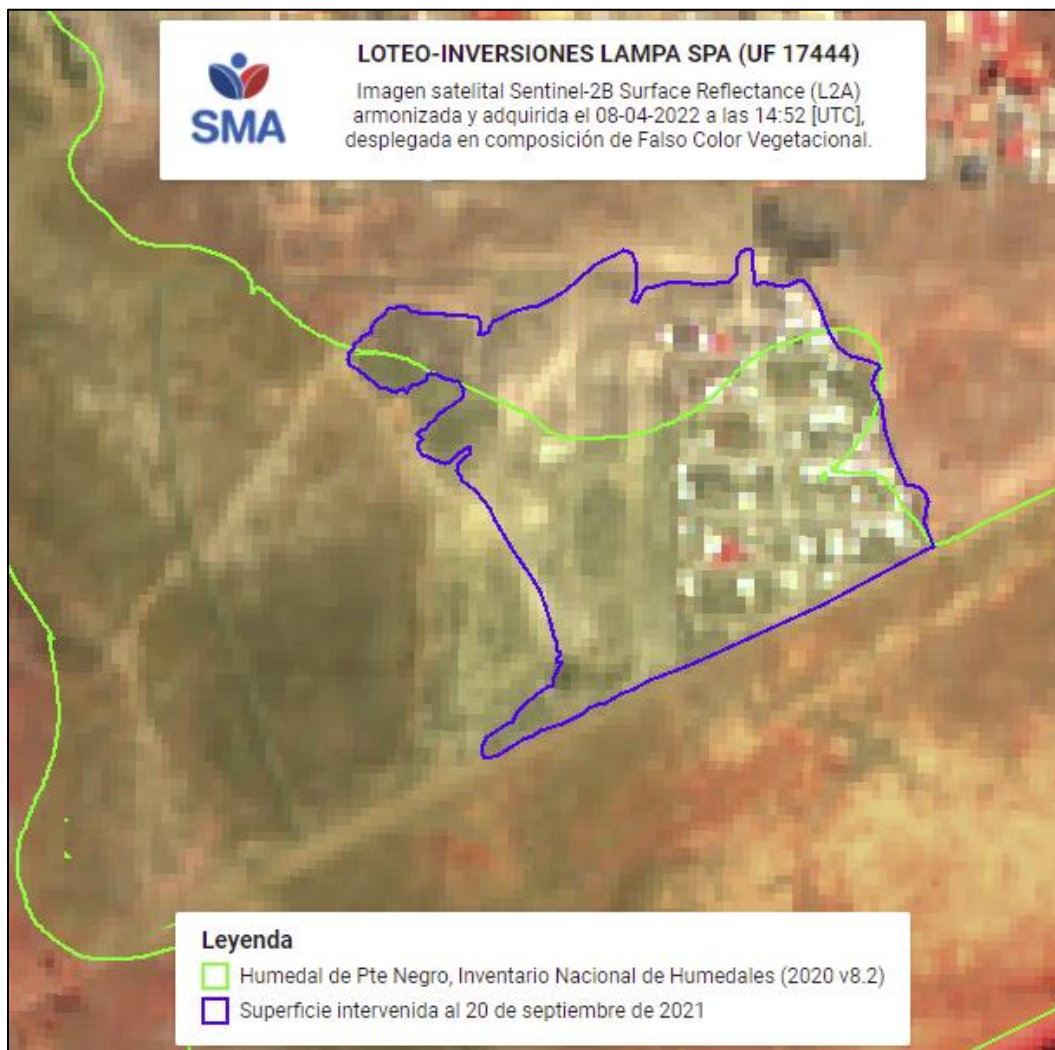 LOTEO-INVERSIONES LAMPA SPA (UF 17444)
Imagen satelital Sentinel-2B Surface Reflectance (L2A)
armonizada y adquirida el 08-04-2022 a las 14:52 [UTC],
desplegada en composición de Falso Color Vegetacional.
SMA
Leyenda
Humedal de Pte Negro, Inventario Nacional de Humedales (2020 v8.2)
Superficie intervenida al 20 de septiembre de 2021